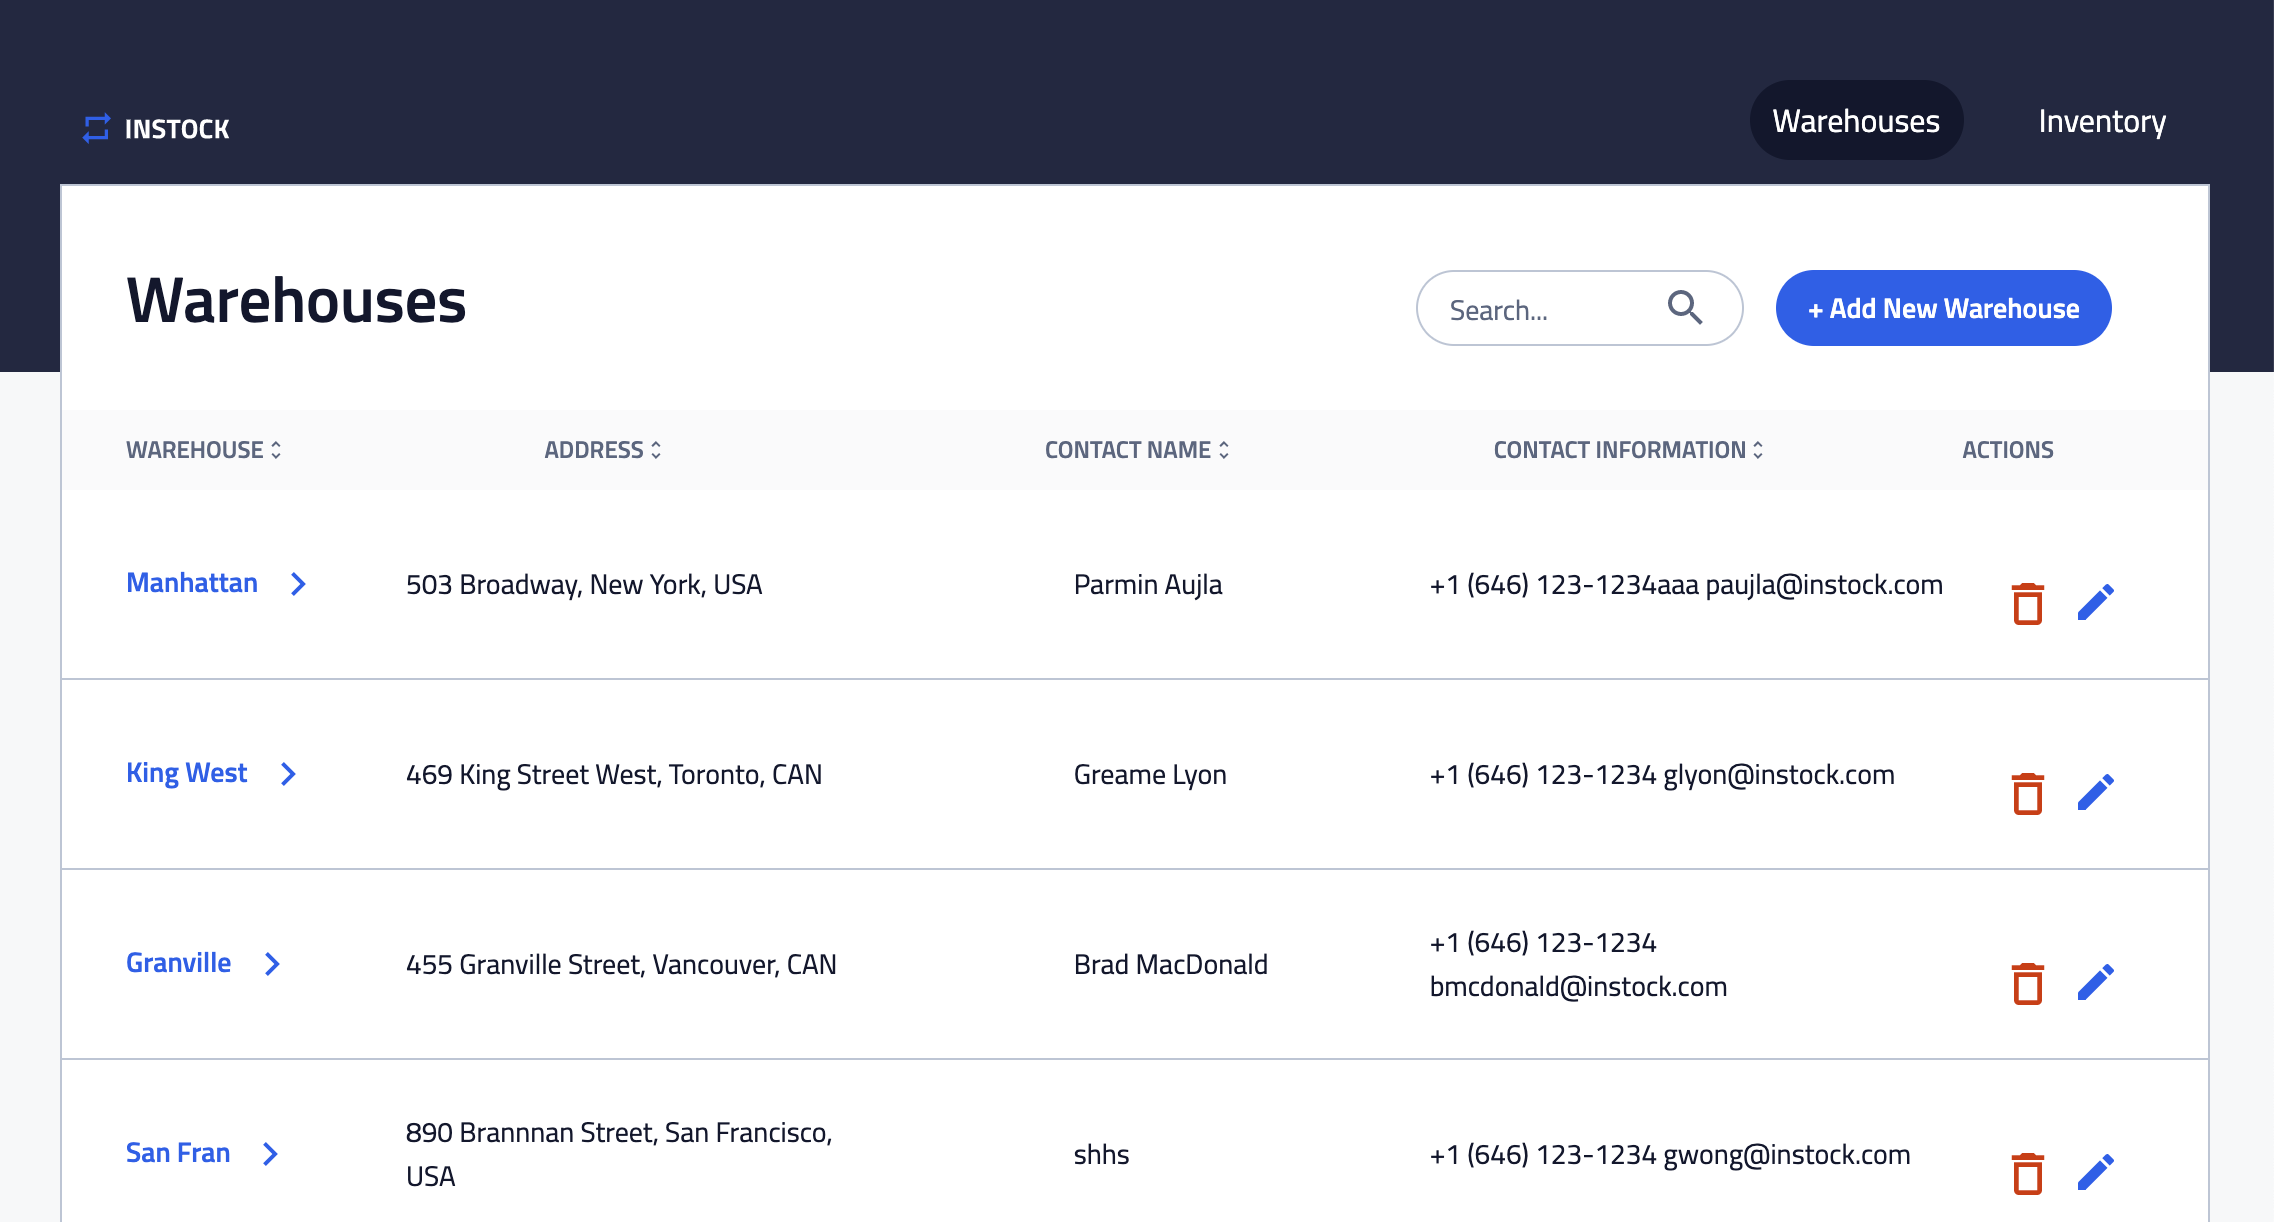 INSTOCK
Warehouses
Inventory
Warehouses
Search...
+ Add New Warehouse
WAREHOUSE
ADDRESS
CONTACT NAME
CONTACT INFORMATION
ACTIONS
Manhattan
503 Broadway, New York, USA
Parmin Aujla
+1 (646) 123-1234aaa paujla@instock.com
King West
469 King Street West, Toronto, CAN
Greame Lyon
+1 (646) 123-1234 glyon@instock.com
Granville
455 Granville Street, Vancouver, CAN
Brad MacDonald
+1 (646) 123-1234
bmcdonald@instock.com
San Fran
890 Brannnan Street, San Francisco,
USA
shhs
+1 (646) 123-1234 gwong@instock.com